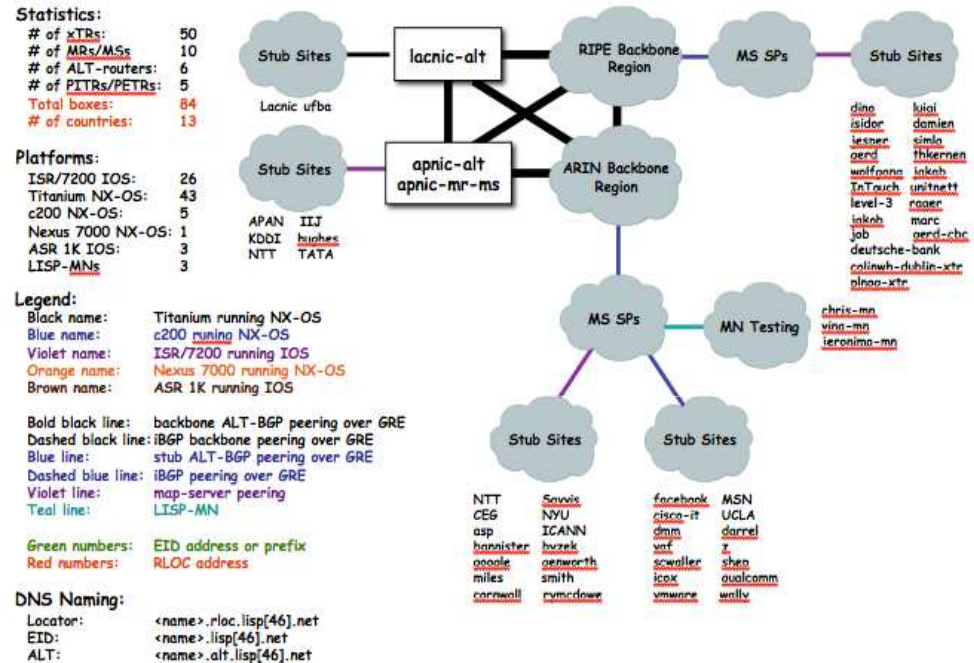 Statistics:
# of xTRs: 50
# of MRs/MSs 10
# of ALT-routers: 6
# of PITRs/PETRs: 5
Total boxes: 84
# of countries: 13
Platforms:
ISR/7200 IOS: 26
Titanium NX-OS: 43
c200 NX-OS: 5
Nexus 7000 NX-OS: 1
ASR 1K IOS: 3
LISP-MNs 3
Legend:
Black name: Titanium running NX-OS
Blue name: c200 runing NX-OS
Violet name: ISR/7200 running IOS
Orange name: Nexus 7000 running NX-OS
Brown name: ASR 1K running IOS
Bold black line: backbone ALT-BGP peering over GRE
Dashed black line: iBGP backbone peering over GRE
Blue line: stub ALT-BGP peering over GRE
Dashed blue line: iBGP peering over GRE
Violet line: map-server peering
Teal line: LISP-MN
Green numbers: EID address or prefix
Red numbers: RLOC address
DNS Naming:
Locator: <name>.rloc.lisp[46].net
EID: <name>.lisp[46].net
ALT: <name>.alt.lisp[46].net
Stub Sites
Lacnic ufba
lacnic-alt
RIPE Backbone
Region
MS SPs
Stub Sites
dino luigi
isidor damien
jesper simlo
gerd thkernen
wolfgang jakab
InTouch unitnett
level-3 roger
jakob marc
job gerd-cbc
deutsche-bank
colinwh-dublin-xtr
plnog-xtr
Stub Sites
APAN IIJ
KDDI hughes
NTT TATA
apnic-alt
apnic-mr-ms
ARIN Backbone
Region
MS SPs
MN Testing
chris-mn
vina-mn
jeronimo-mn
Stub Sites
NTT Savvis
CEG NYU
asp ICANN
bannister byzek
google genworth
miles smith
cornwall rvmcdowe
Stub Sites
facebook MSN
cisco-it UCLA
dmm darrel
vaf z
scwaller shep
icox qualcomm
vmware wally